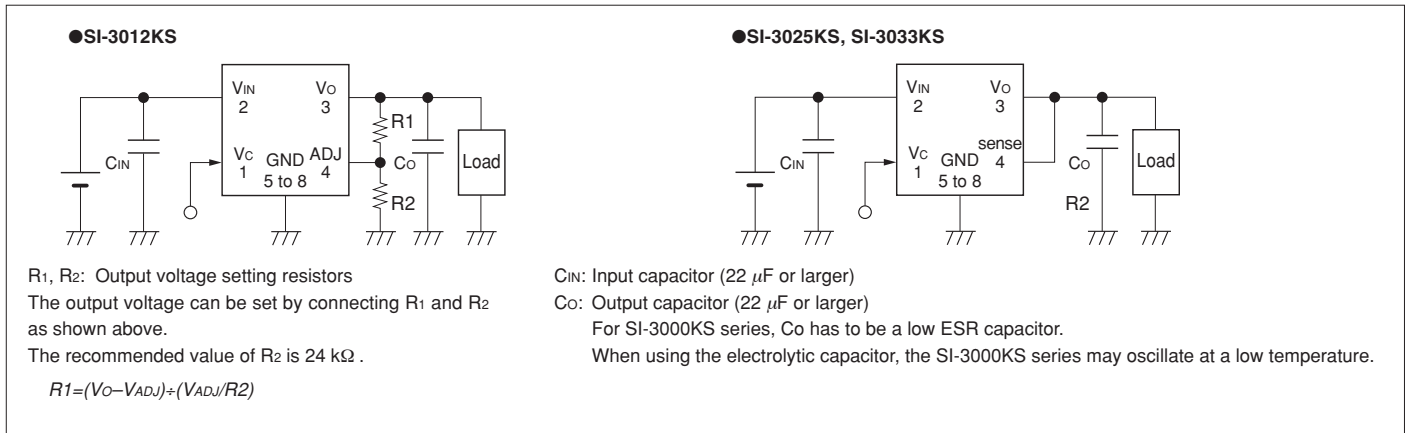 ●SI-3012KS
VIN
2
VO
3
VC
1
GND
5 to 8
ADJ
4
CIN
R1
R2
CO
Load
●SI-3025KS, SI-3033KS
VIN
2
VO
3
VC
1
GND
5 to 8
sense
4
CIN
CO
R2
Load
R1, R2: Output voltage setting resistors
The output voltage can be set by connecting R1 and R2
as shown above.
The recommended value of R2 is 24 kΩ .
R1=(VO–VADJ)÷(VADJ/R2)
CIN: Input capacitor (22 μF or larger)
CO: Output capacitor (22 μF or larger)
For SI-3000KS series, Co has to be a low ESR capacitor.
When using the electrolytic capacitor, the SI-3000KS series may oscillate at a low temperature.